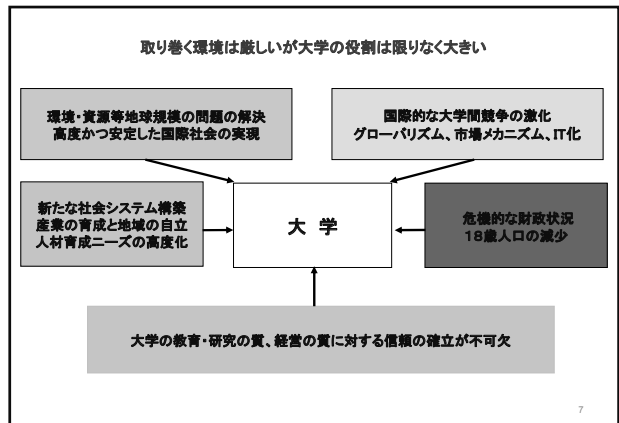 取り巻く環境は厳しいが大学の役割は限りなく大きい
環境・資源等地球規模の問題の解決
高度かつ安定した国際社会の実現
国際的な大学間競争の激化
グローバリズム、市場メカニズム、IT化
新たな社会システム構築
産業の育成と地域の自立
人材育成ニーズの高度化
大 学
危機的な財政状況
18歳人口の減少
大学の教育・研究の質、経営の質に対する信頼の確立が不可欠
7